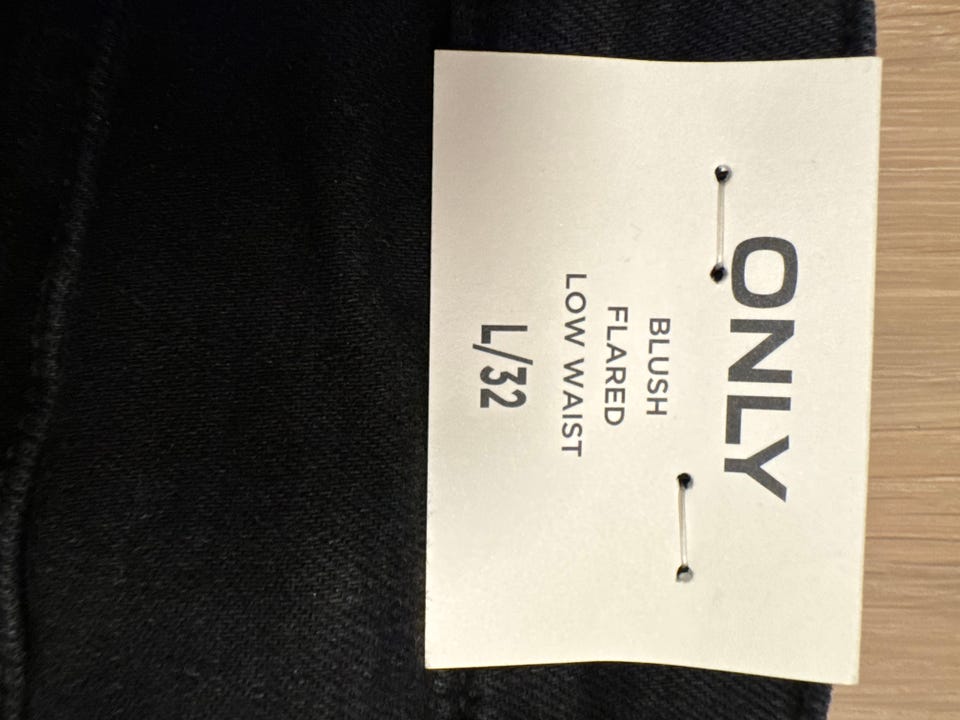 ONLY
BLUSH
FLARED
LOW WAIST
L/32